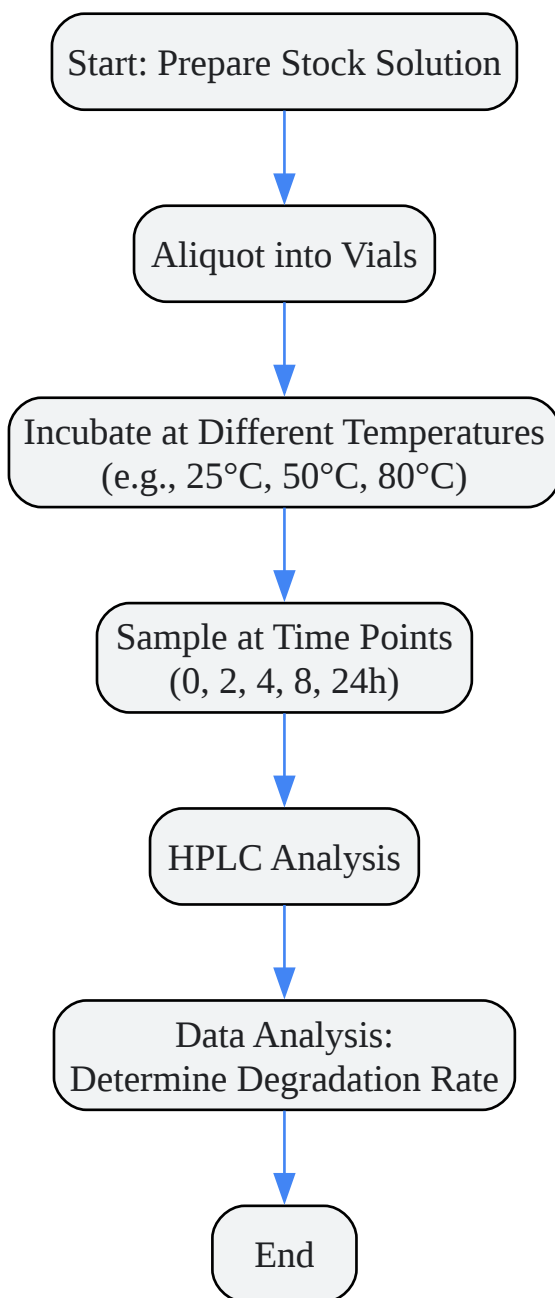 Start: Prepare Stock Solution
Aliquot into Vials
Incubate at Different Temperatures
(e.g., 25°C, 50°C, 80°C)
Sample at Time Points
(0, 2, 4, 8, 24h)
HPLC Analysis
Data Analysis:
Determine Degradation Rate
End